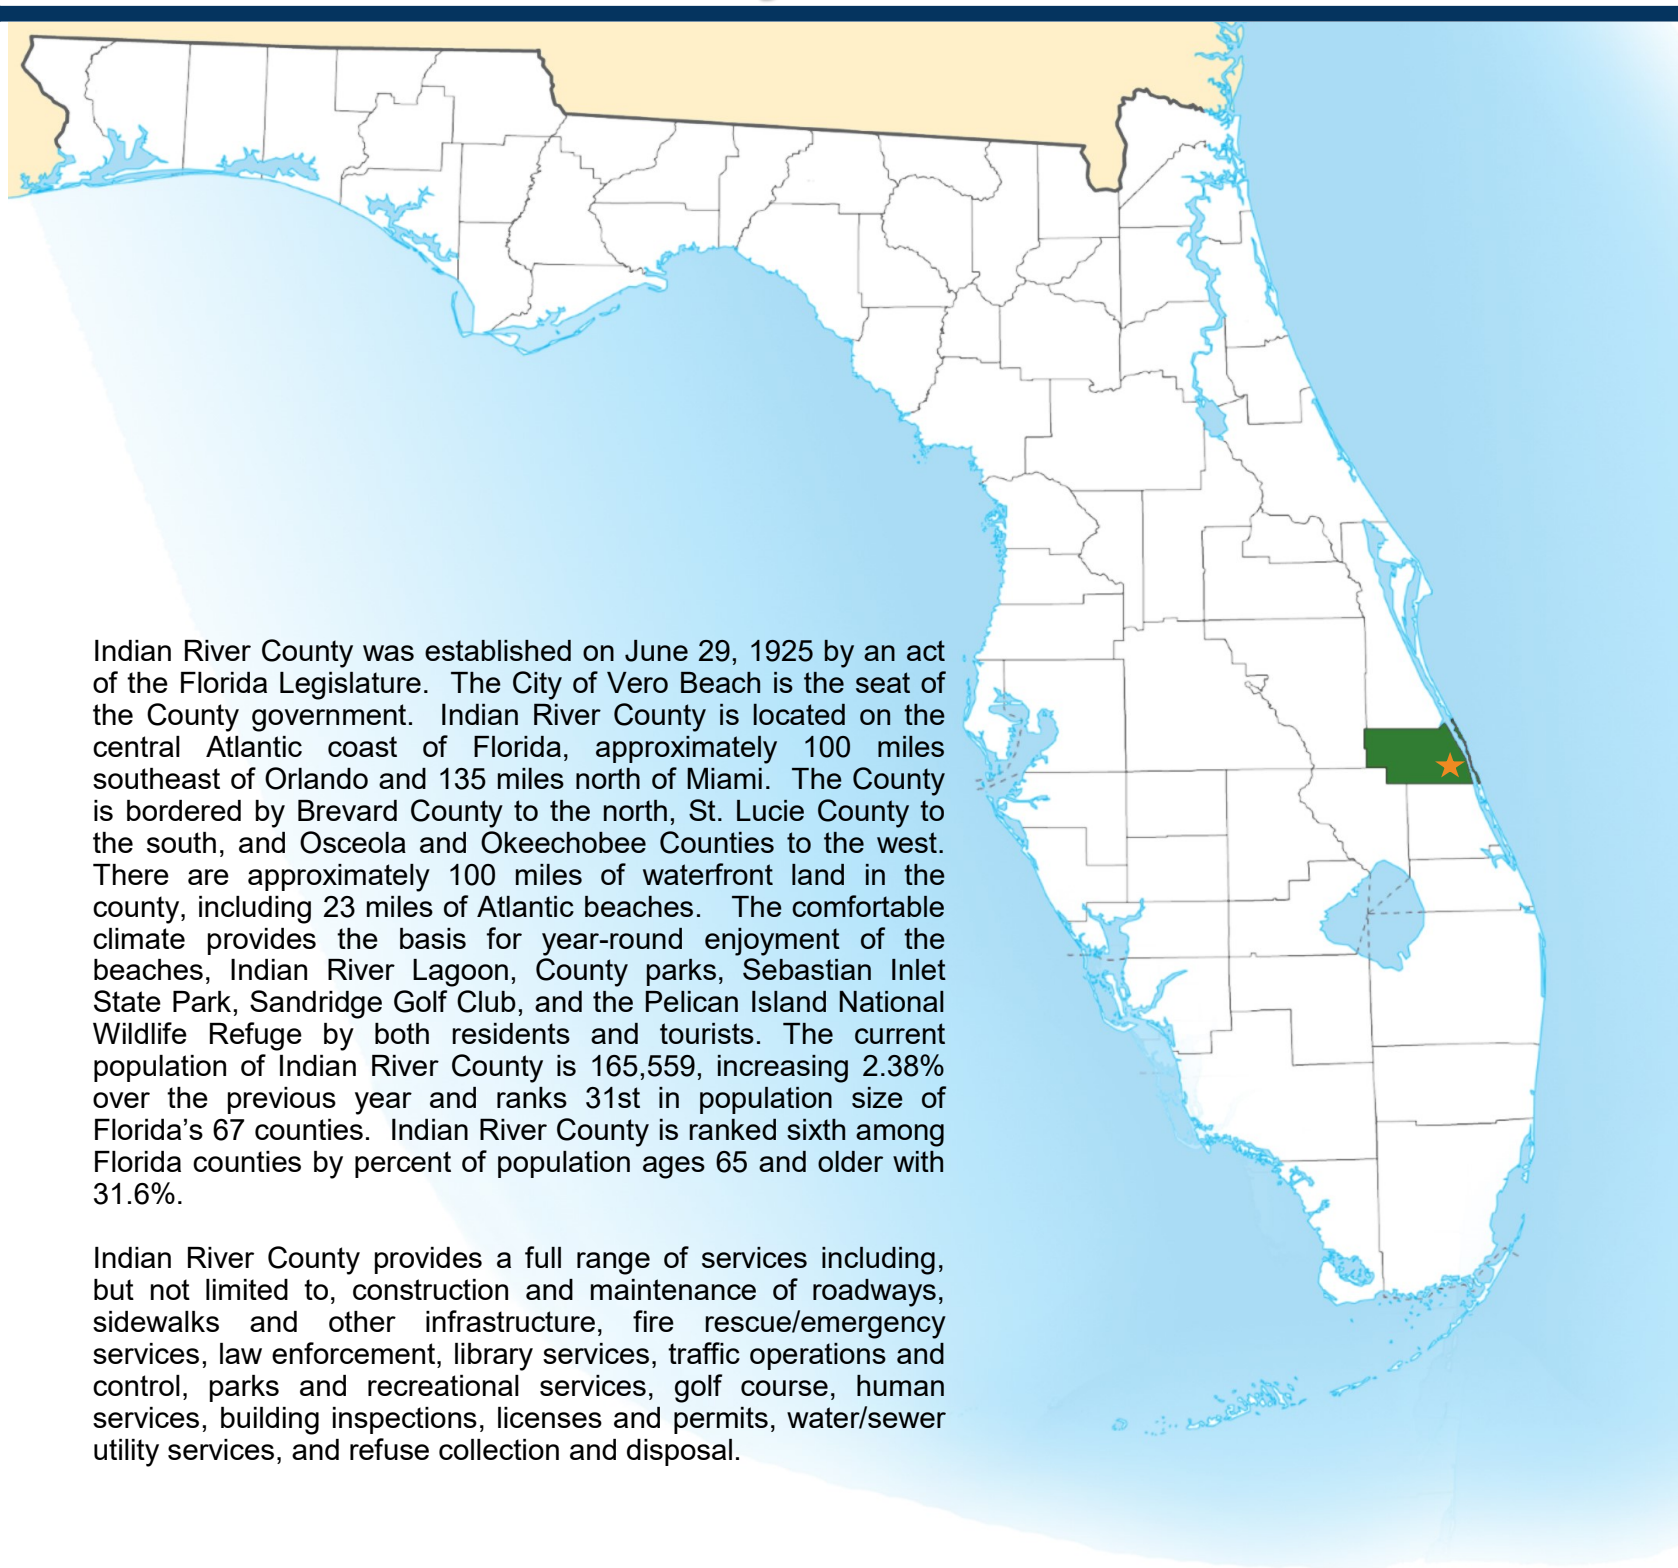 Indian River County was established on June 29, 1925 by an act
of the Florida Legislature.  The City of Vero Beach is the seat of
the County government.  Indian River County is located on the
central Atlantic coast of Florida, approximately 100 miles
southeast of Orlando and 135 miles north of Miami.  The County
is bordered by Brevard County to the north, St. Lucie County to
the south, and Osceola and Okeechobee Counties to the west.
There are approximately 100 miles of waterfront land in the
county, including 23 miles of Atlantic beaches.  The comfortable
climate provides the basis for year-round enjoyment of the
beaches, Indian River Lagoon, County parks, Sebastian Inlet
State Park, Sandridge Golf Club, and the Pelican Island National
Wildlife Refuge by both residents and tourists. The current
population of Indian River County is 165,559, increasing 2.38%
over the previous year and ranks 31st in population size of
Florida’s 67 counties.  Indian River County is ranked sixth among
Florida counties by percent of population ages 65 and older with
31.6%.
Indian River County provides a full range of services including,
but not limited to, construction and maintenance of roadways,
sidewalks and other infrastructure, fire rescue/emergency
services, law enforcement, library services, traffic operations and
control, parks and recreational services, golf course, human
services, building inspections, licenses and permits, water/sewer
utility services, and refuse collection and disposal.